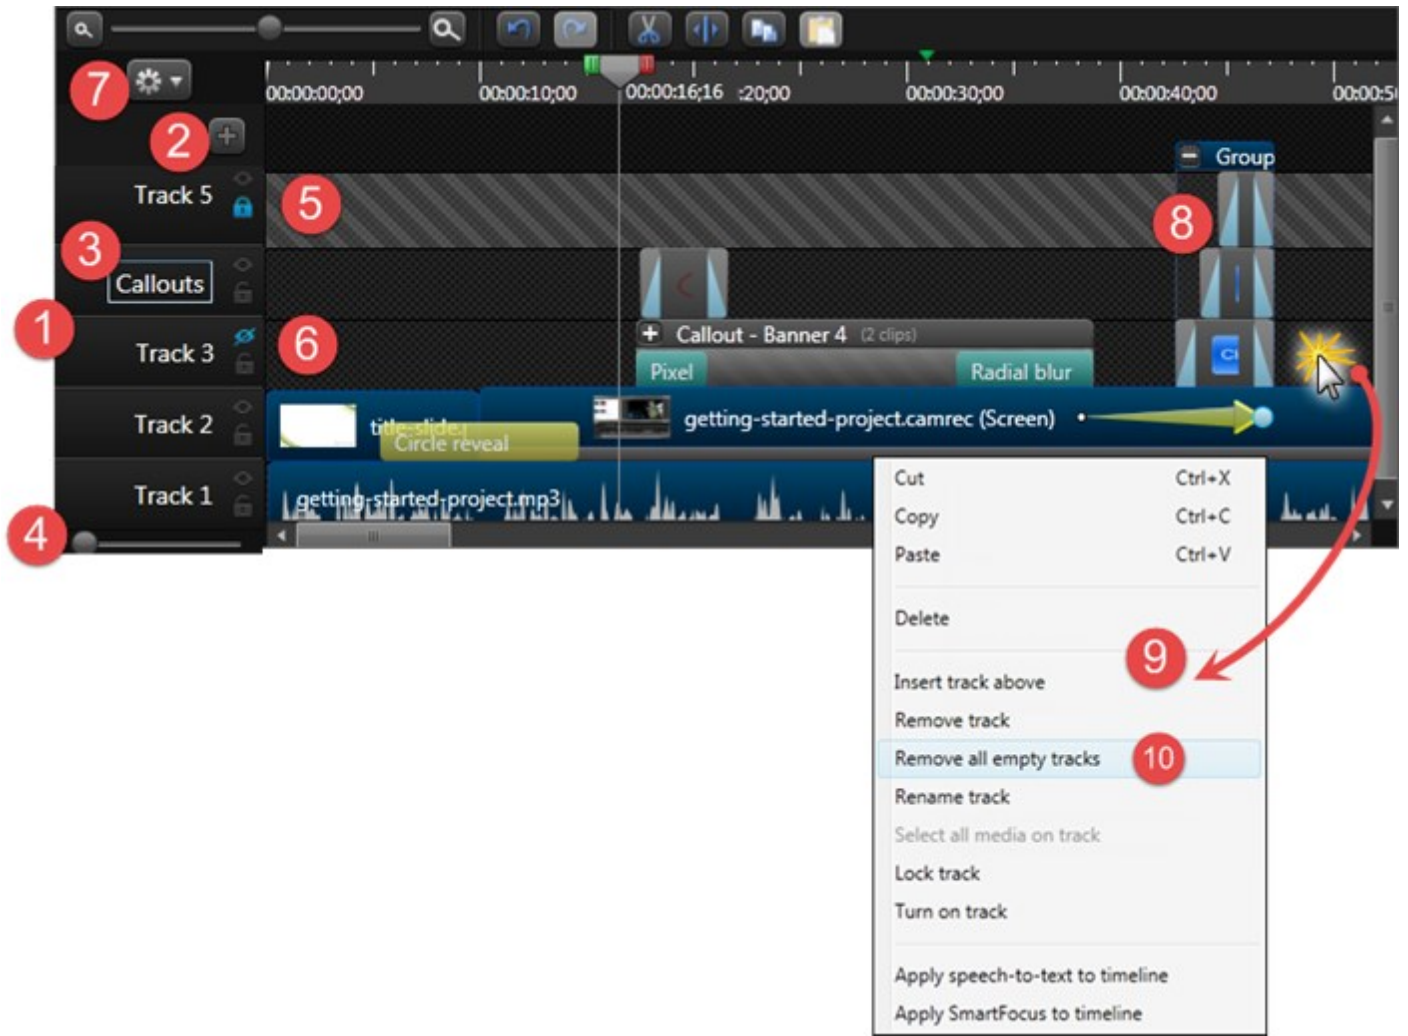 7
00:00:00;00 00:00:10;00 00:00:16;16 :20;00 00:00:30;00 00:00:40;00 00:00:5
2
Group
Track 5
5
8
3
Callouts
1
Track 3
6
Callout - Banner 4 (2 clips)
Pixel
Radial blur
Track 2
title-slide.
Circle reveal
getting-started-project.camrec (Screen)
Track 1
getting-started-project.mp3
4
Cut Ctrl+X
Copy Ctrl+C
Paste Ctrl+V
Delete
9
Insert track above
Remove track
Remove all empty tracks
10
Rename track
Select all media on track
Lock track
Turn on track
Apply speech-to-text to timeline
Apply SmartFocus to timeline